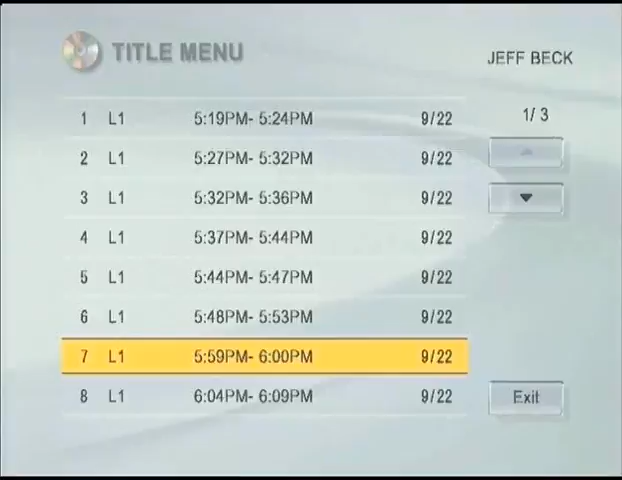 TITLE MENU
JEFF BECK
1 L1 5:19PM- 5:24PM 9/22
1/ 3
2 L1 5:27PM- 5:32PM 9/22
3 L1 5:32PM- 5:36PM 9/22
4 L1 5:37PM- 5:44PM 9/22
5 L1 5:44PM- 5:47PM 9/22
6 L1 5:48PM- 5:53PM 9/22
7 L1 5:59PM- 6:00PM 9/22
8 L1 6:04PM- 6:09PM 9/22
Exit